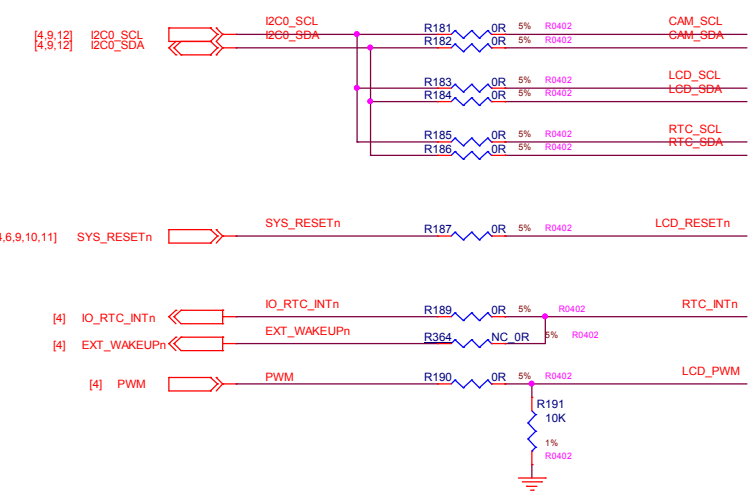 I2C0_SCL R181 0R 5% R0402 CAM_SCL
[4,9,12] I2C0_SCL
[4,9,12] I2C0_SDA I2C0_SDA R182 0R 5% R0402 CAM_SDA
R183 0R 5% R0402 LCD_SCL
R184 0R 5% R0402 LCD_SDA
R185 0R 5% R0402 RTC_SCL
R186 0R 5% R0402 RTC_SDA
4,6,9,10,11] SYS_RESETn SYS_RESETn R187 0R 5% R0402 LCD_RESETn
[4] IO_RTC_INTn IO_RTC_INTn R189 0R 5% R0402 RTC_INTn
[4] EXT_WAKEUPn EXT_WAKEUPn R364 NC_0R 5% R0402
[4] PWM PWM R190 0R 5% R0402 LCD_PWM
R191
10K
1%
R0402